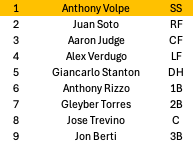 1 Anthony Volpe SS
2 Juan Soto RF
3 Aaron Judge CF
4 Alex Verdugo LF
5 Giancarlo Stanton DH
6 Anthony Rizzo 1B
7 Gleyber Torres 2B
8 Jose Trevino C
9 Jon Berti 3B